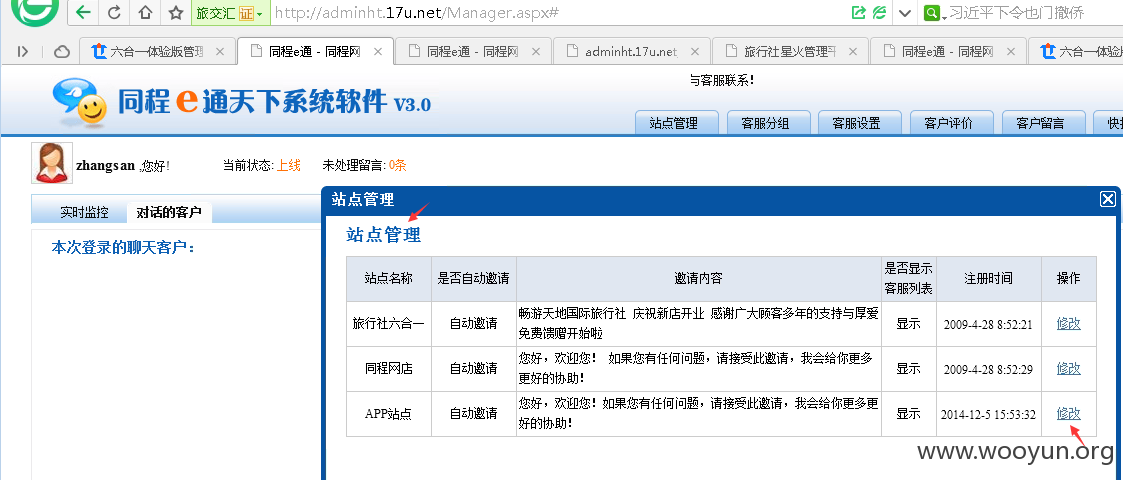 旅交汇 证 http://adminht.17u.net/Manager.aspx# 习近平下令也门撤侨
六合一体验版管理 同程e通 - 同程网 同程e通 - 同程网 adminht.17u.net 旅行社星火管理平 同程e通 - 同程网 六合一体验版
与客服联系!
同程e通天下系统软件 V3.0
站点管理 客服分组 客服设置 客户评价 客户留言
zhangsan ,您好! 当前状态: 上线 未处理留言: 0条
实时监控 对话的客户
本次登录的聊天客户:
站点管理
站点管理
站点名称 是否自动邀请 邀请内容 是否显示客服列表 注册时间 操作
旅行社六合一 自动邀请 畅游天地国际旅行社 庆祝新店开业 感谢广大顾客多年的支持与厚爱 显示 2009-4-28 8:52:21 修改
免费馈赠开始啦
同程网店 自动邀请 您好，欢迎您！ 如果您有任何问题，请接受此邀请，我会给你更多 显示 2009-4-28 8:52:29 修改
更好的协助！
APP站点 自动邀请 您好，欢迎您！如果您有任何问题，请接受此邀请，我会给你更多更 显示 2014-12-5 15:53:32 修改
好的协助！
www.wooyun.org